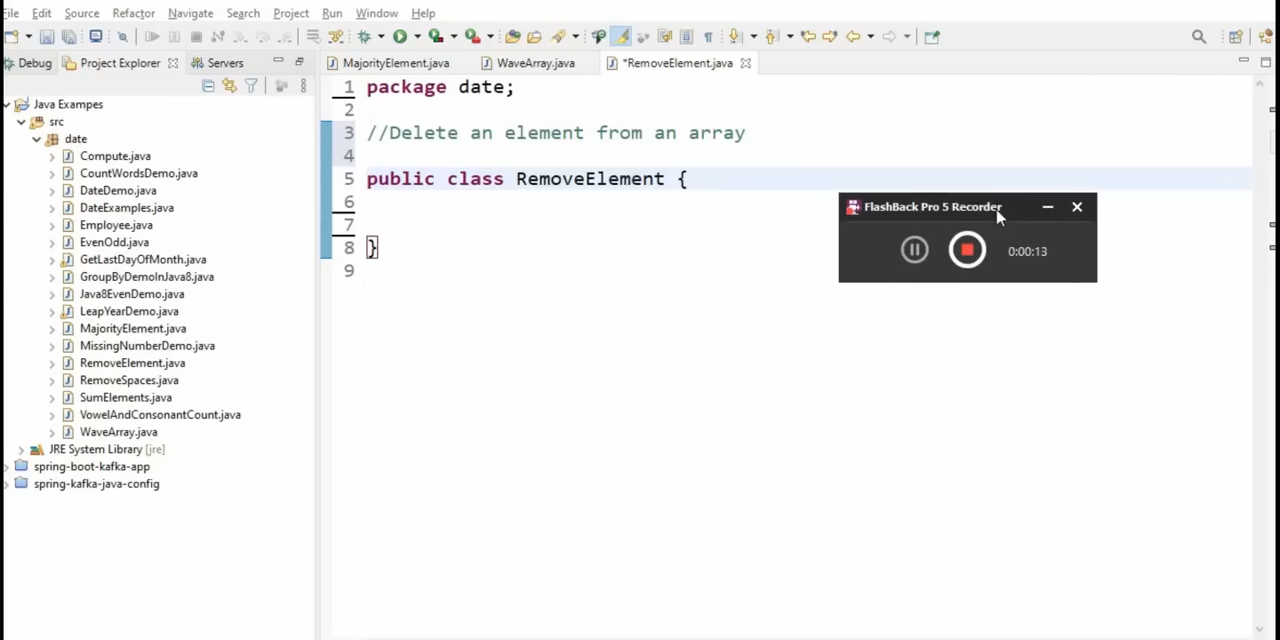 File Edit Source Refactor Navigate Search Project Run Window Help
Debug Project Explorer Servers
MajorityElement.java WaveArray.java *RemoveElement.java
Java Exampes
src
date
Compute.java
CountWordsDemo.java
DateDemo.java
DateExamples.java
Employee.java
EvenOdd.java
GetLastDayOfMonth.java
GroupByDemoInJava8.java
Java8EvenDemo.java
LeapYearDemo.java
MajorityElement.java
MissingNumberDemo.java
RemoveElement.java
RemoveSpaces.java
SumElements.java
VowelAndConsonantCount.java
WaveArray.java
JRE System Library [jre]
spring-boot-kafka-app
spring-kafka-java-config
1 package date;
2
3 //Delete an element from an array
4
5 public class RemoveElement {
6
7
8 }
9
FlashBack Pro 5 Recorder
0:00:13